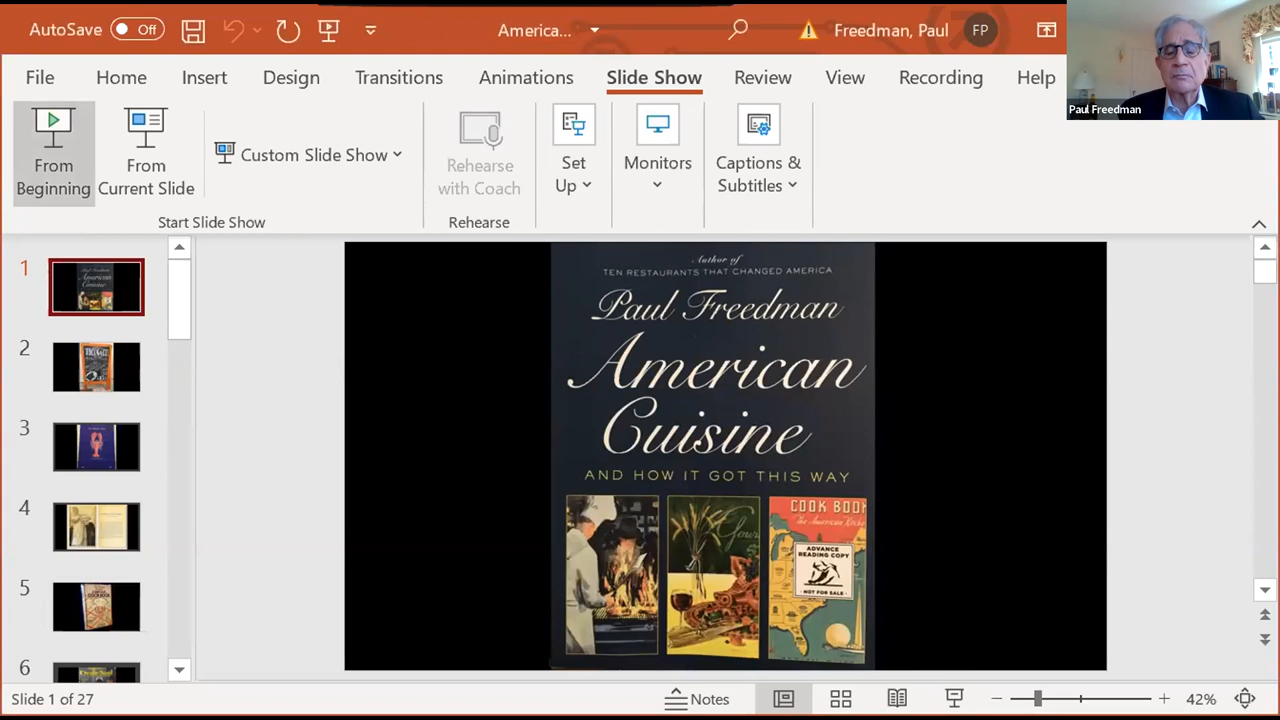 AutoSave Off America... Freedman, Paul FP
File Home Insert Design Transitions Animations Slide Show Review View Recording Help
Paul Freedman
From Beginning
From Current Slide
Custom Slide Show
Start Slide Show
Rehearse with Coach
Rehearse
Set Up
Monitors
Captions & Subtitles
1
2
3
4
5
6
Author of
TEN RESTAURANTS THAT CHANGED AMERICA
Paul Freedman
American
Cuisine
AND HOW IT GOT THIS WAY
COOK BOOK
The American
ADVANCE
READING COPY
NOT FOR SALE
Slide 1 of 27 Notes 42%